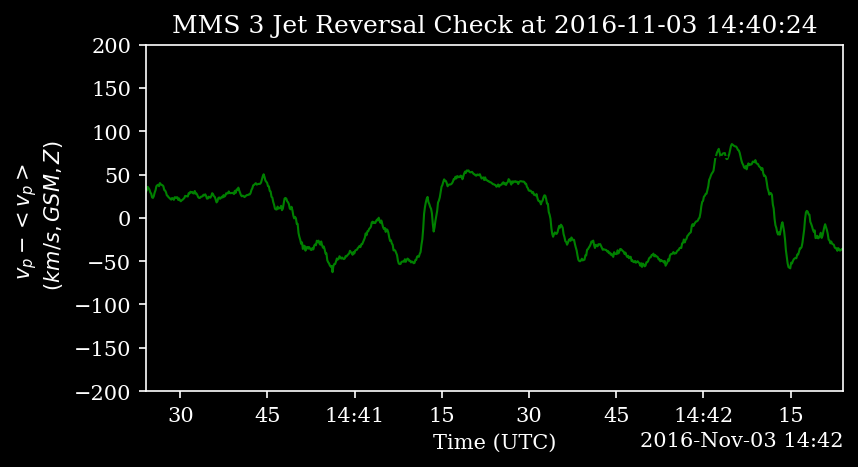 MMS 3 Jet Reversal Check at 2016-11-03 14:40:24
200
150
100
50
0
−50
−100
−150
−200
v_p − < v_p >
(km/s, GSM, Z)
30 45 14:41 15 30 45 14:42 15
Time (UTC)
2016-Nov-03 14:42